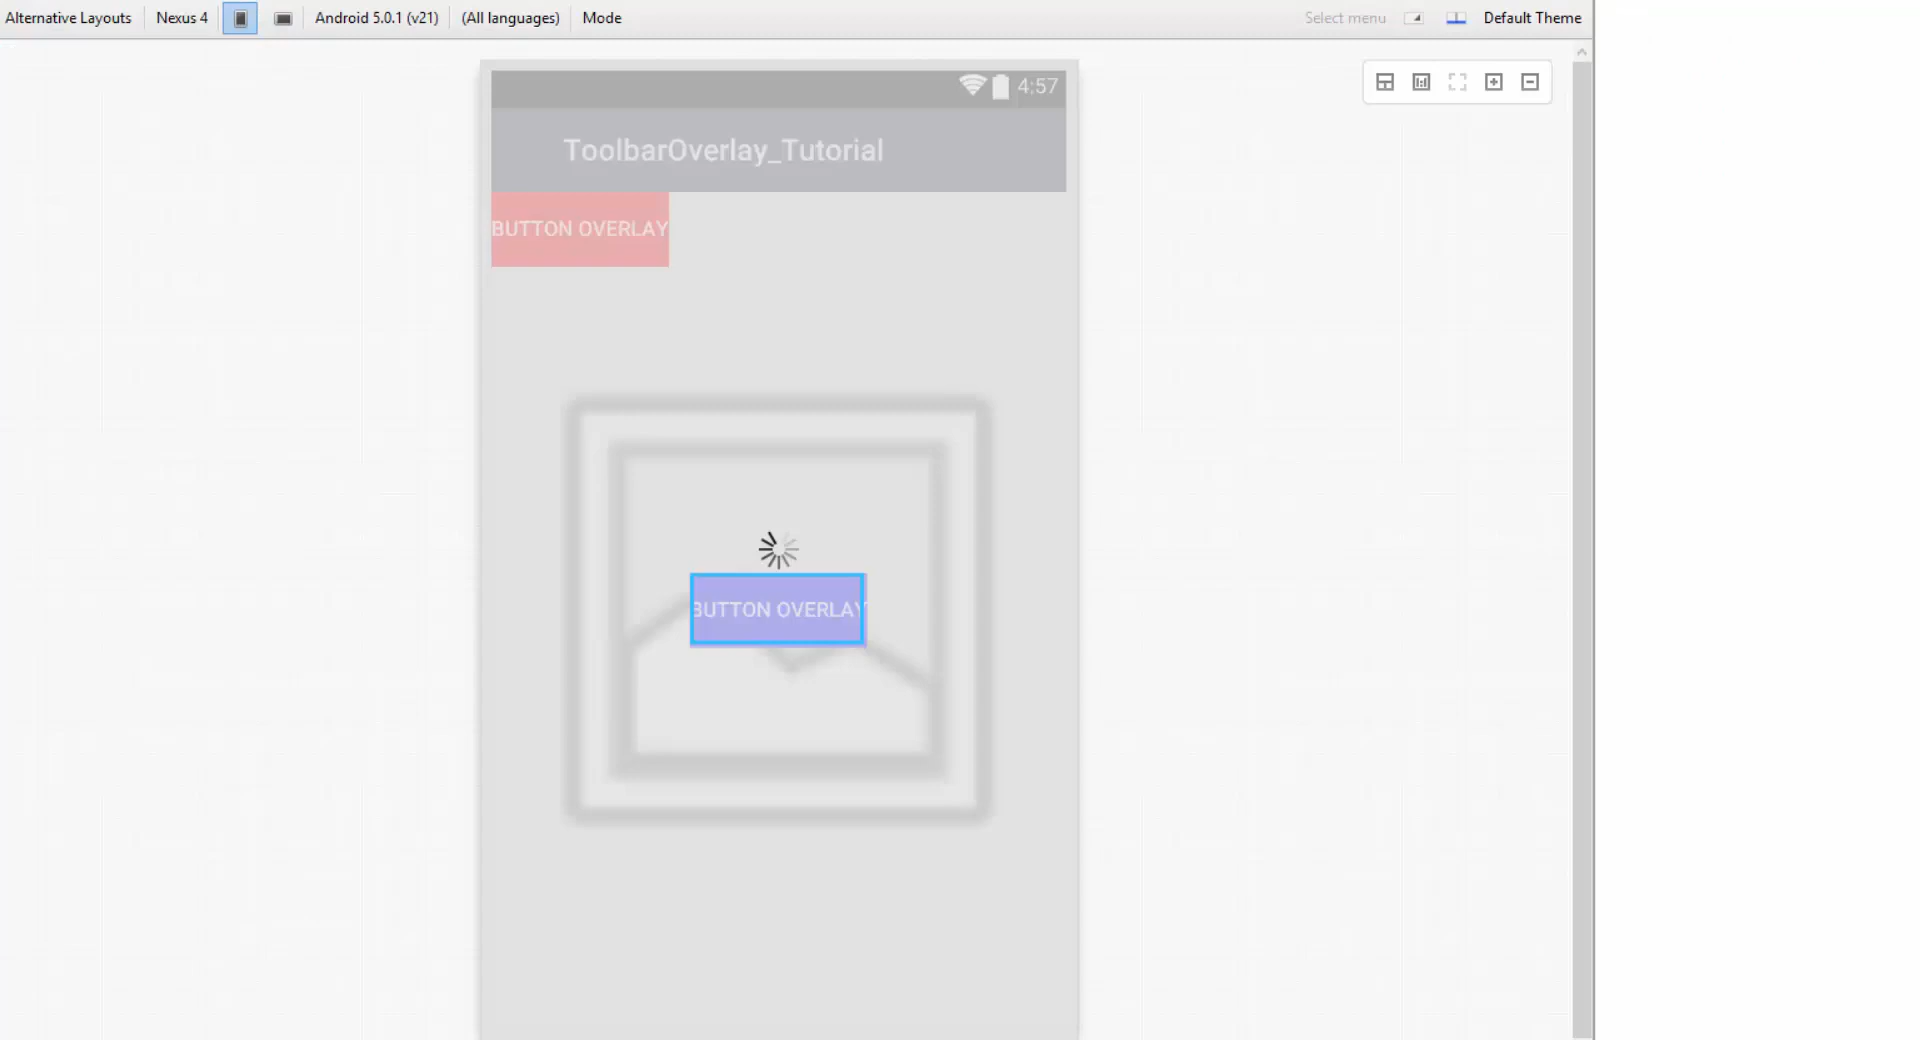 Alternative Layouts Nexus 4 Android 5.0.1 (v21) (All languages) Mode Select menu Default Theme
4:57
ToolbarOverlay_Tutorial
BUTTON OVERLAY
BUTTON OVERLAY